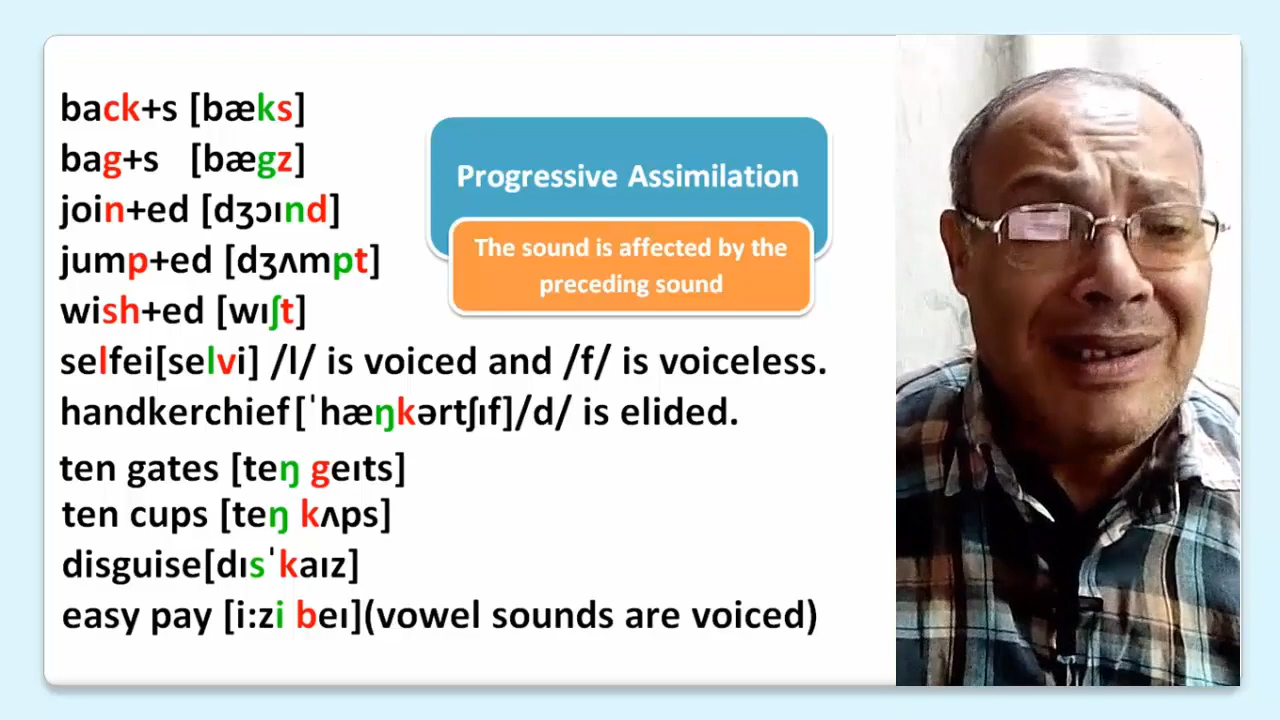 back+s [bæks]
bag+s [bægz]
join+ed [dʒɔɪnd]
jump+ed [dʒʌmpt]
wish+ed [wɪʃt]
selfei[selvi] /l/ is voiced and /f/ is voiceless.
handkerchief[ˈhæŋkərtʃɪf]/d/ is elided.
ten gates [teŋ geɪts]
ten cups [teŋ kʌps]
disguise[dɪsˈkaɪz]
easy pay [i:zi beɪ](vowel sounds are voiced)
Progressive Assimilation
The sound is affected by the
preceding sound